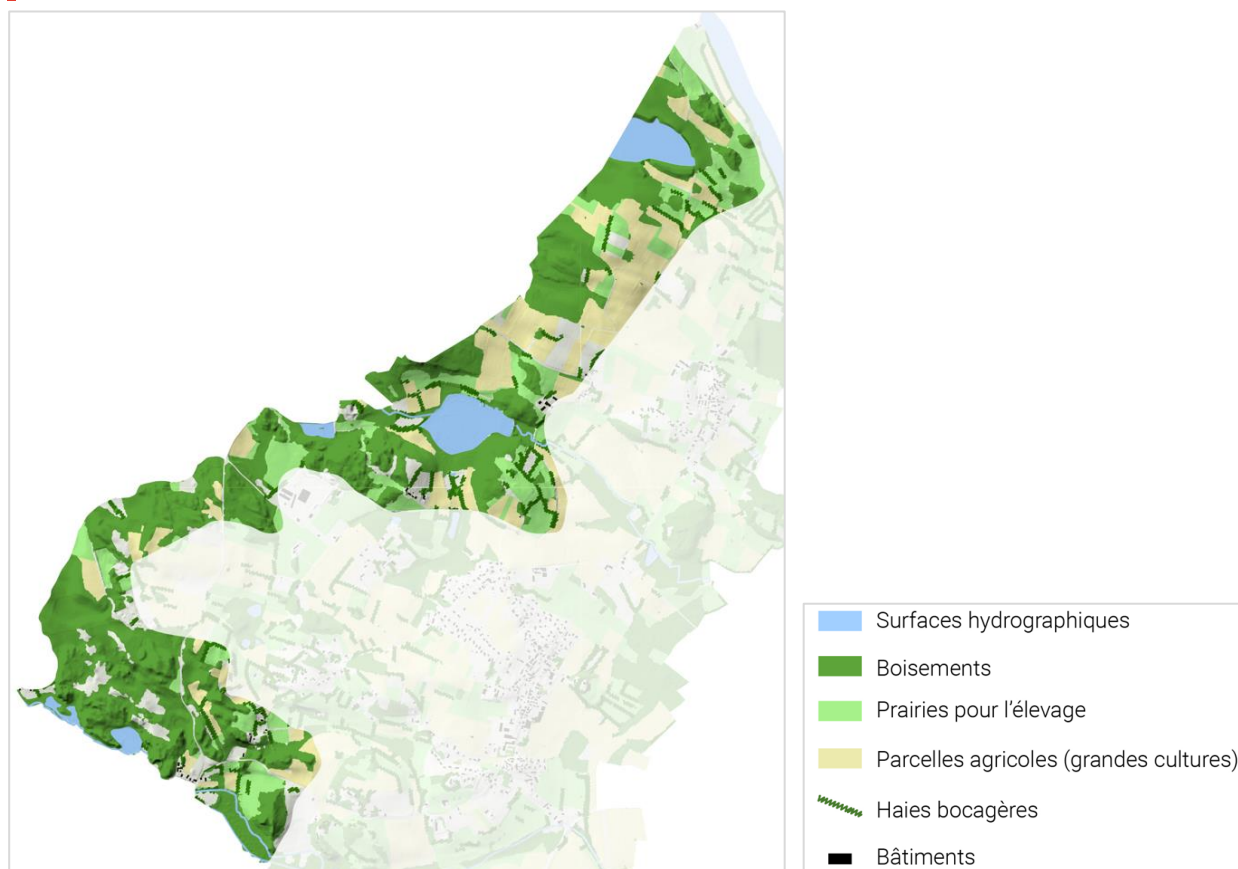 Surfaces hydrographiques
Boisements
Prairies pour l'élevage
Parcelles agricoles (grandes cultures)
Haies bocagères
Bâtiments